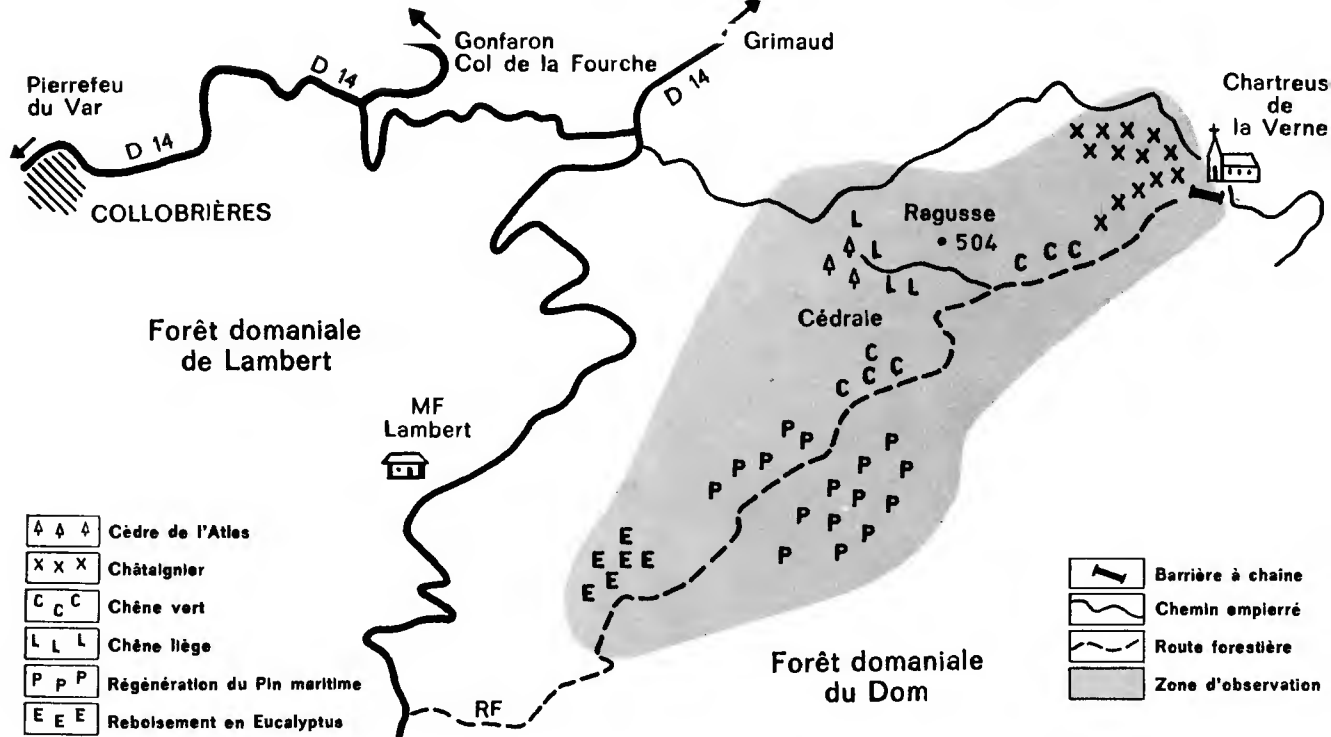 Gonfaron
Col de la Fourche
Grimaud
D 14
D 14
Pierrefeu
du Var
D 14
COLLOBRIÈRES
Chartreuse
de
la Verne
L
Ragusse
• 504
L
L L
C C C
X X X X
X X X X X
X X X X X
Cédraie
Forêt domaniale
de Lambert
C
C C C
MF
Lambert
P P
P P P
P P P P P P P P P P P P
E
E E E
E E
Forêt domaniale
du Dom
RF
Cèdre de l'Atles
X X X Châtaignier
C C C Chêne vert
L L L Chêne liège
P P P Régénération du Pin maritime
E E E Reboisement en Eucalyptus
Barrière à chaine
Chemin empierré
Route forestière
Zone d'observation